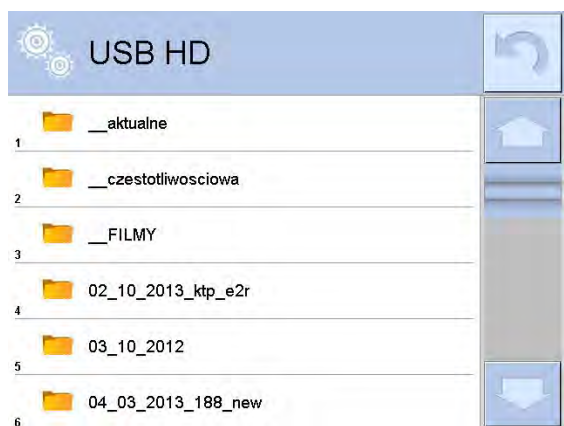 USB HD
__aktualne
1
__czestotliwosciowa
2
__FILMY
3
02_10_2013_ktp_e2r
4
03_10_2012
5
04_03_2013_188_new
6